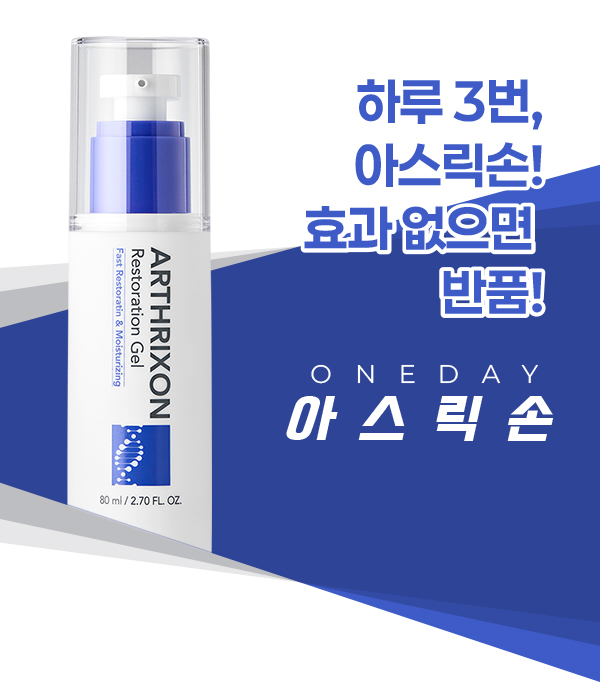 하루 3번,
아스릭손!
효과 없으면
반품!
ONEDAY
아스릭손
ARTHRIXON
Restoration Gel
Fast Restoratin & Moisturizing
80 ml / 2.70 FL. OZ.